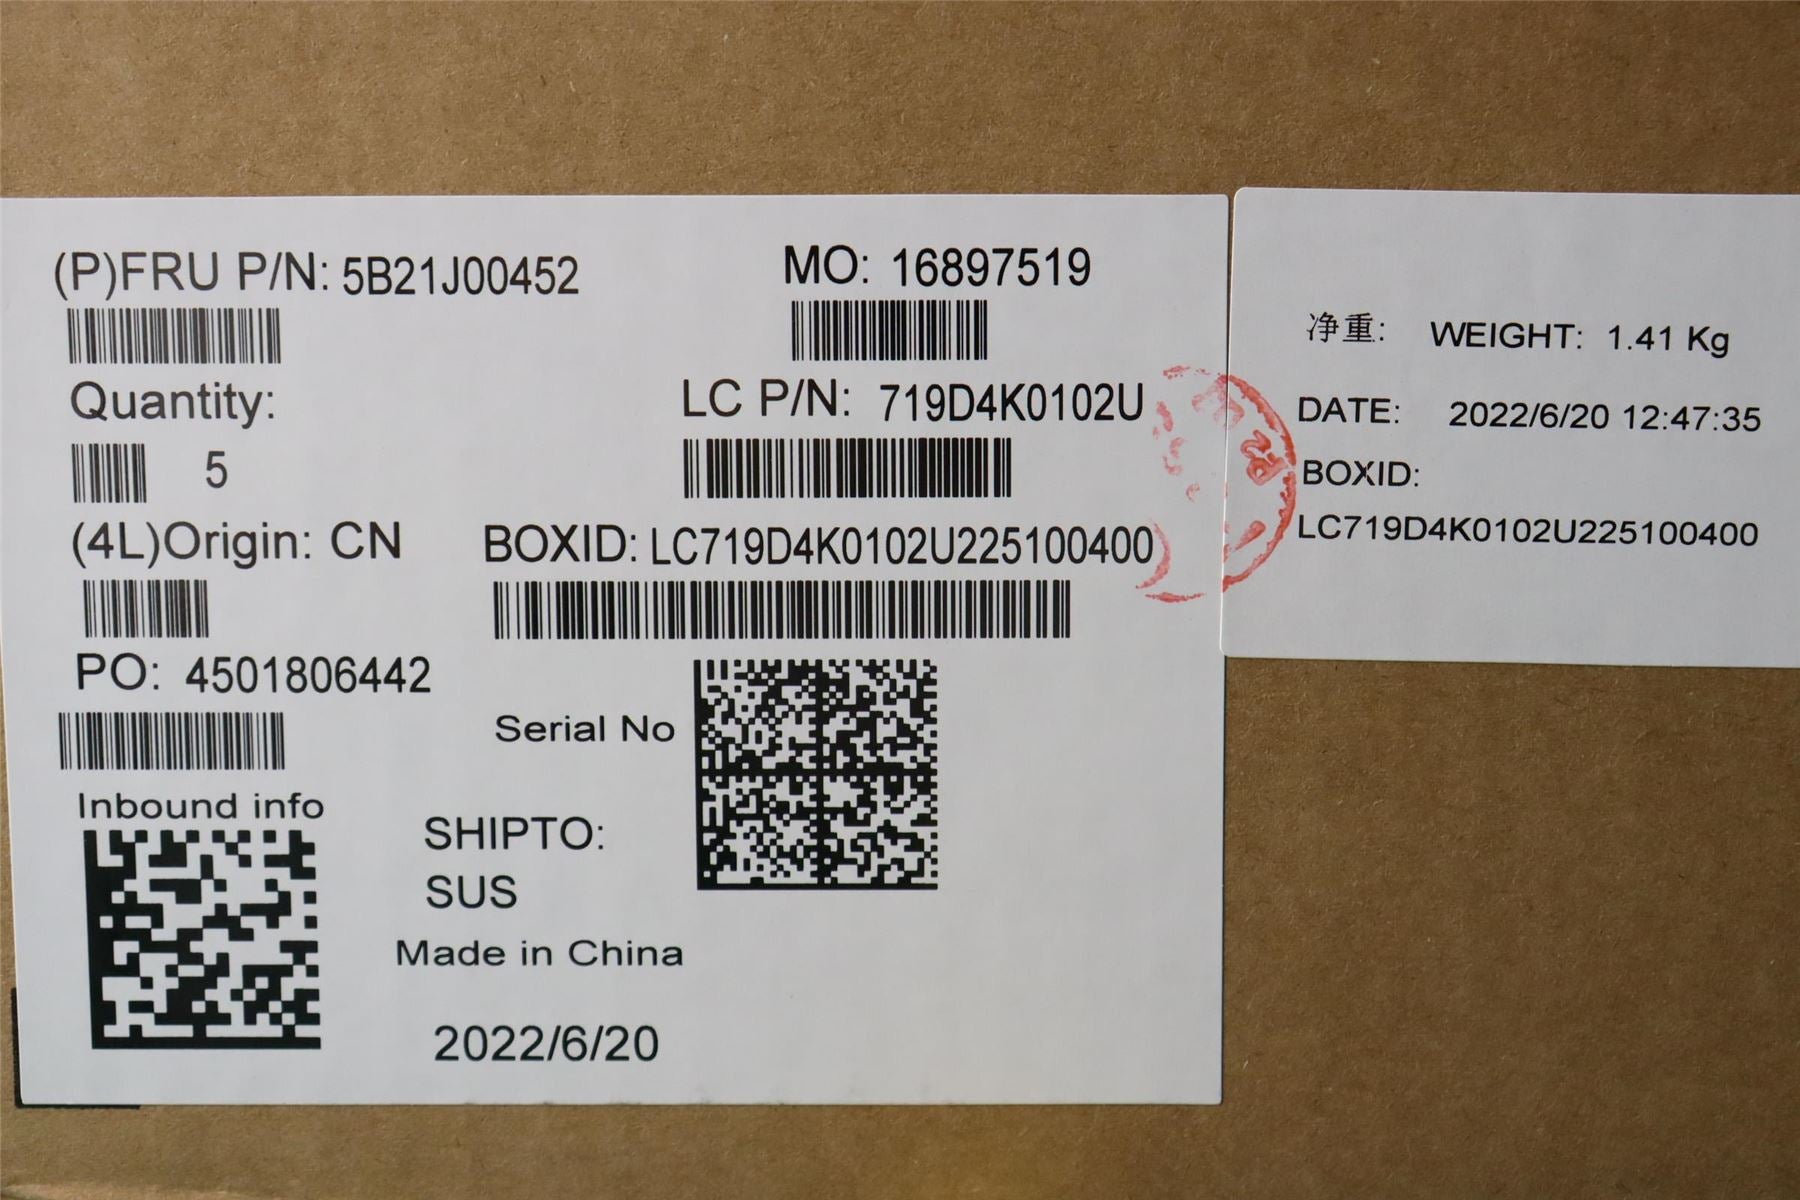 (P)FRU P/N: 5B21J00452
MO: 16897519
Quantity:
5
LC P/N: 719D4K0102U
(4L)Origin: CN
BOXID: LC719D4K0102U225100400
PO: 4501806442
Serial No
Inbound info
SHIPTO:
SUS
Made in China
2022/6/20
净重: WEIGHT: 1.41 Kg
DATE: 2022/6/20 12:47:35
BOXID:
LC719D4K0102U225100400